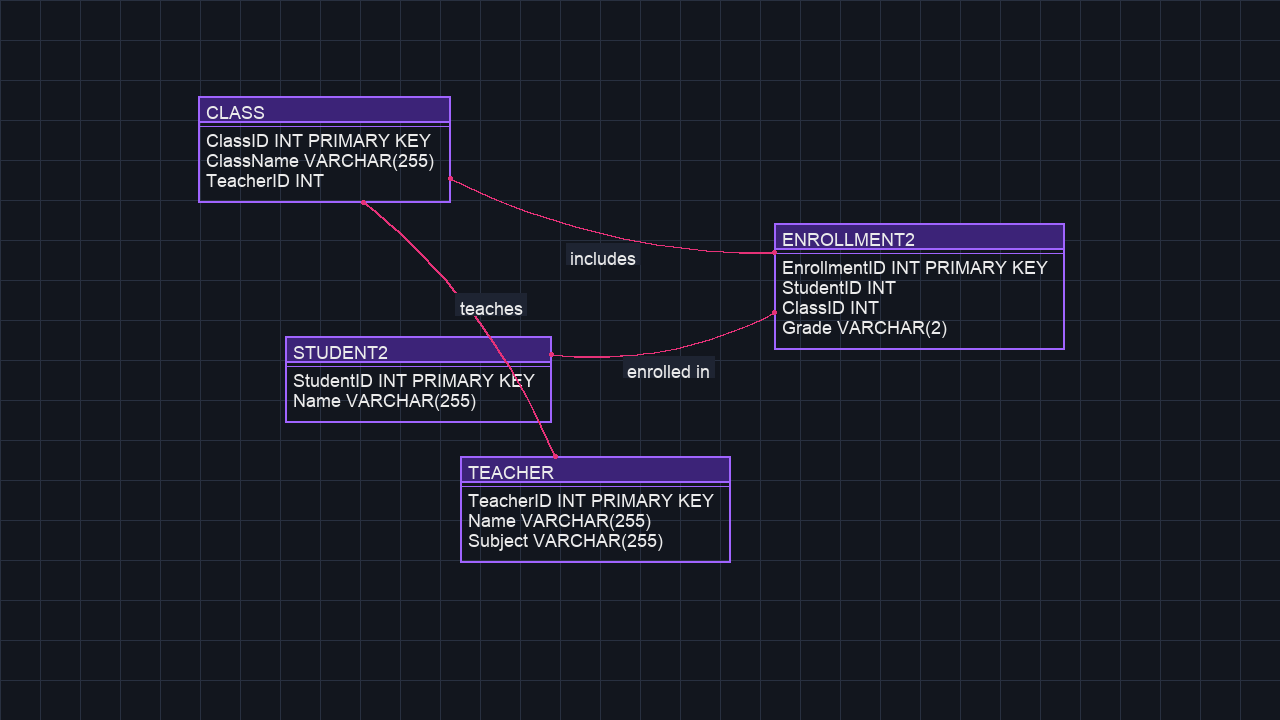 CLASS
ClassID INT PRIMARY KEY
ClassName VARCHAR(255)
TeacherID INT
includes
ENROLLMENT2
EnrollmentID INT PRIMARY KEY
StudentID INT
ClassID INT
Grade VARCHAR(2)
teaches
STUDENT2
StudentID INT PRIMARY KEY
Name VARCHAR(255)
enrolled in
TEACHER
TeacherID INT PRIMARY KEY
Name VARCHAR(255)
Subject VARCHAR(255)